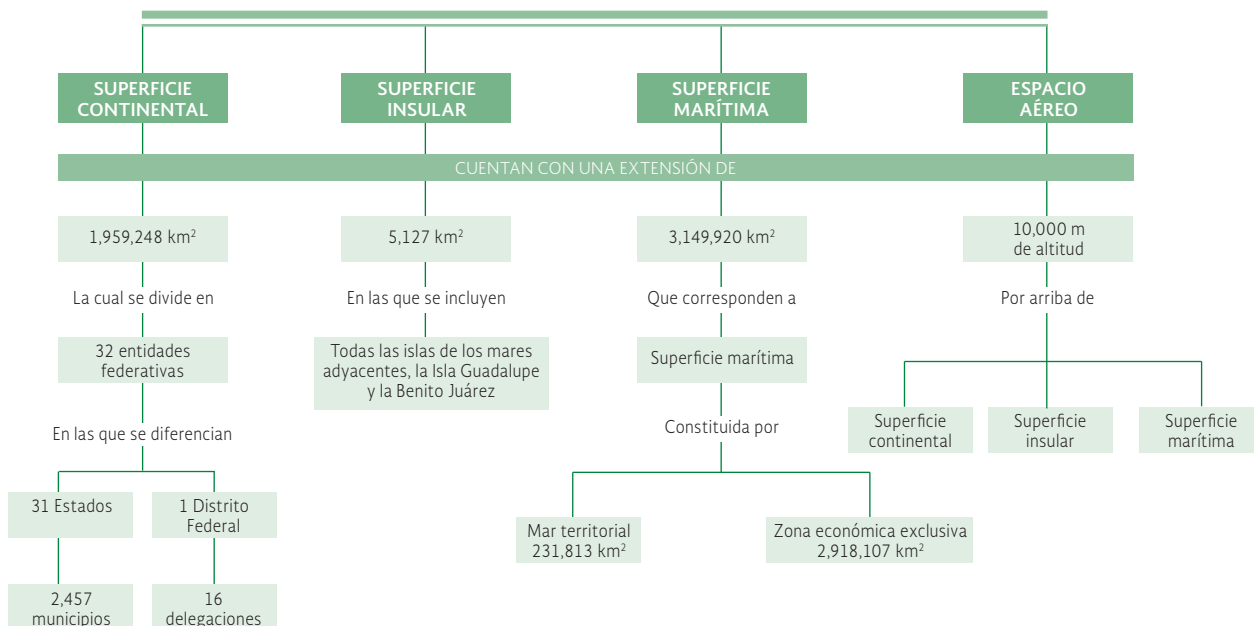 SUPERFICIE
CONTINENTAL
SUPERFICIE
INSULAR
SUPERFICIE
MARÍTIMA
ESPACIO
AÉREO
CUENTAN CON UNA EXTENSIÓN DE
1,959,248 km²
5,127 km²
3,149,920 km²
10,000 m
de altitud
La cual se divide en
En las que se incluyen
Que corresponden a
Por arriba de
32 entidades
federativas
Todas las islas de los mares
adyacentes, la Isla Guadalupe
y la Benito Juárez
Superficie marítima
En las que se diferencian
Constituida por
Superficie
continental
Superficie
insular
Superficie
marítima
31 Estados
1 Distrito
Federal
Mar territorial
231,813 km²
Zona económica exclusiva
2,918,107 km²
2,457
municipios
16
delegaciones